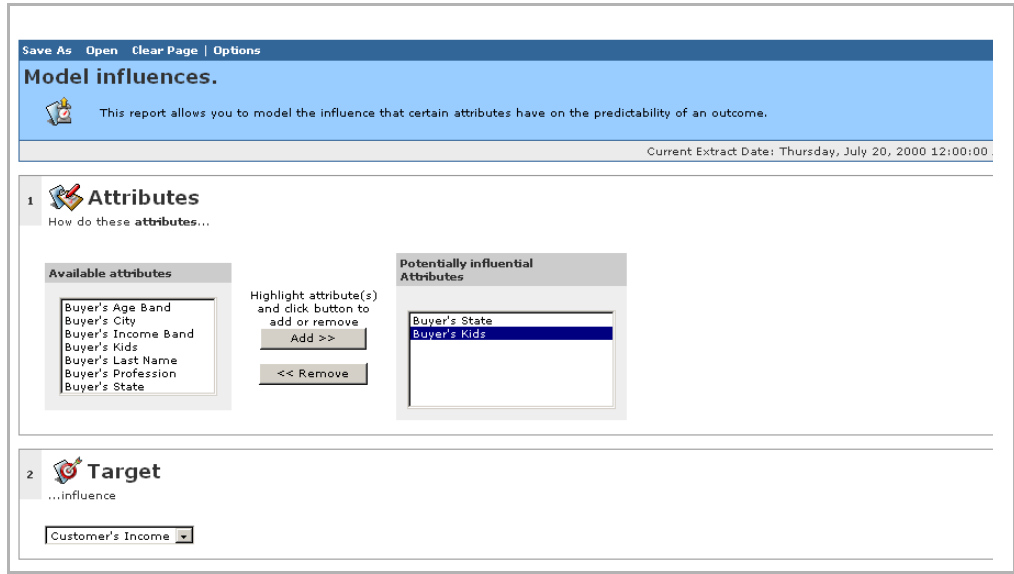 Save As Open Clear Page | Options
Model influences.
This report allows you to model the influence that certain attributes have on the predictability of an outcome.
Current Extract Date: Thursday, July 20, 2000 12:00:00
1 Attributes
How do these attributes...
Available attributes
Buyer's Age Band
Buyer's City
Buyer's Income Band
Buyer's Kids
Buyer's Last Name
Buyer's Profession
Buyer's State
Highlight attribute(s)
and click button to
add or remove
Add >>
<< Remove
Potentially influential
Attributes
Buyer's State
Buyer's Kids
2 Target
...influence
Customer's Income